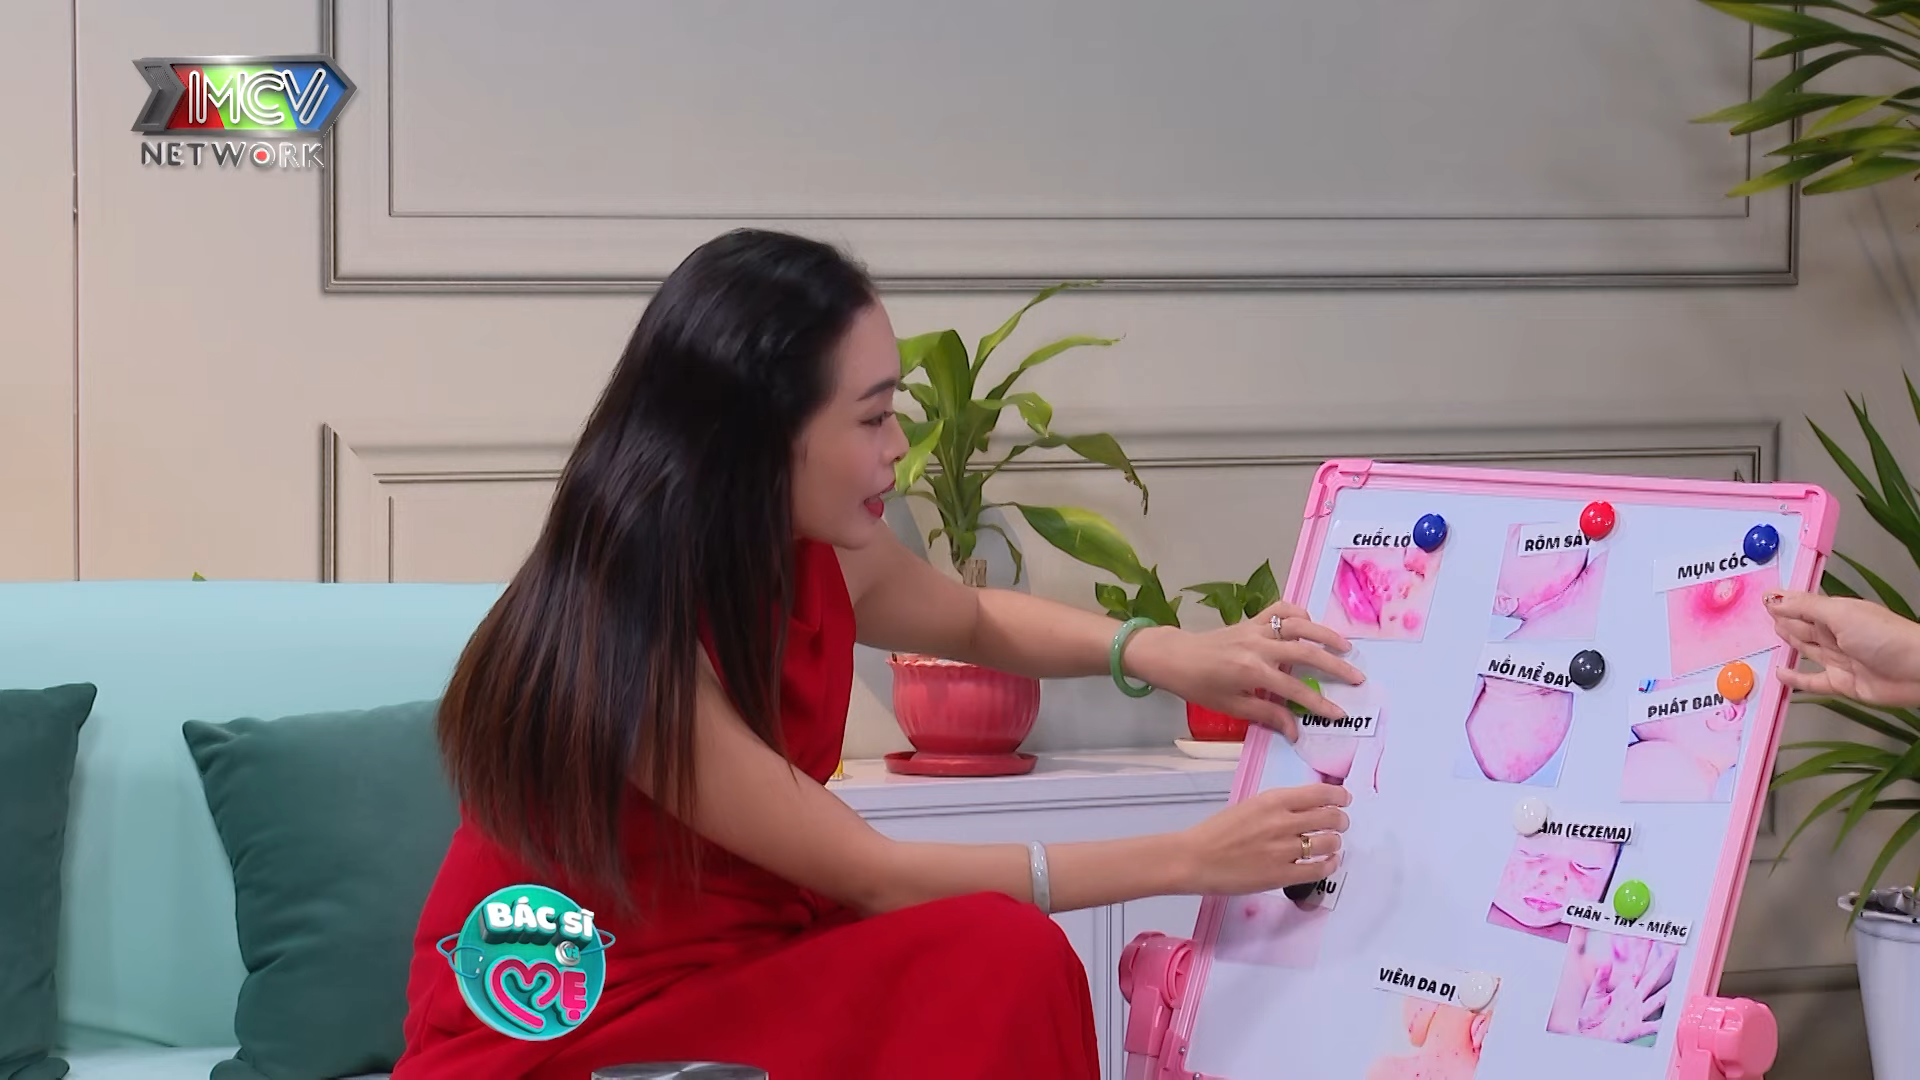 MCV
NETWORK
CHỐC LỞ
RÔM SẢY
MỤN CÓC
NỔI MỀ ĐAY
PHÁT BAN
NHỌT
(ECZEMA)
CHÂN - TAY - MIỆNG
VIÊM DA DỊ
BÁC SĨ
MẸ